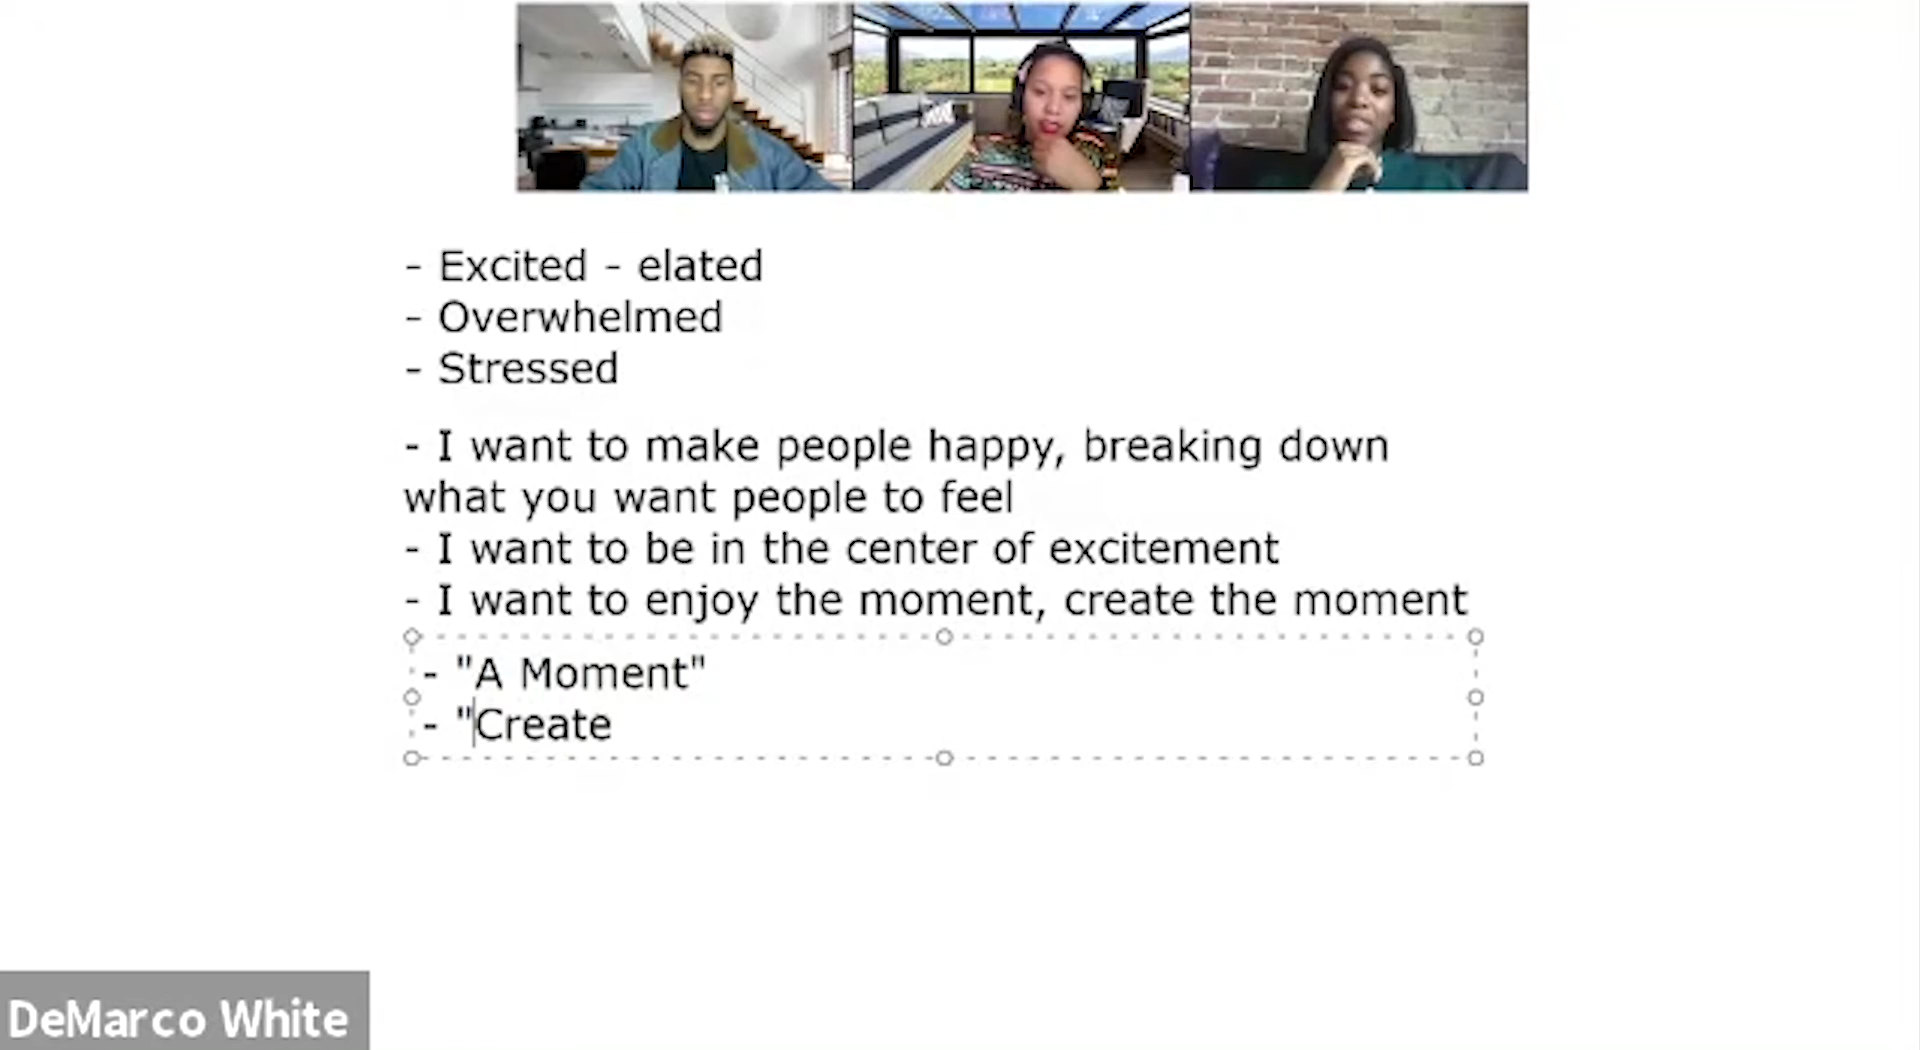 - Excited - elated
- Overwhelmed
- Stressed
- I want to make people happy, breaking down
what you want people to feel
- I want to be in the center of excitement
- I want to enjoy the moment, create the moment
- "A Moment"
- "Create
DeMarco White